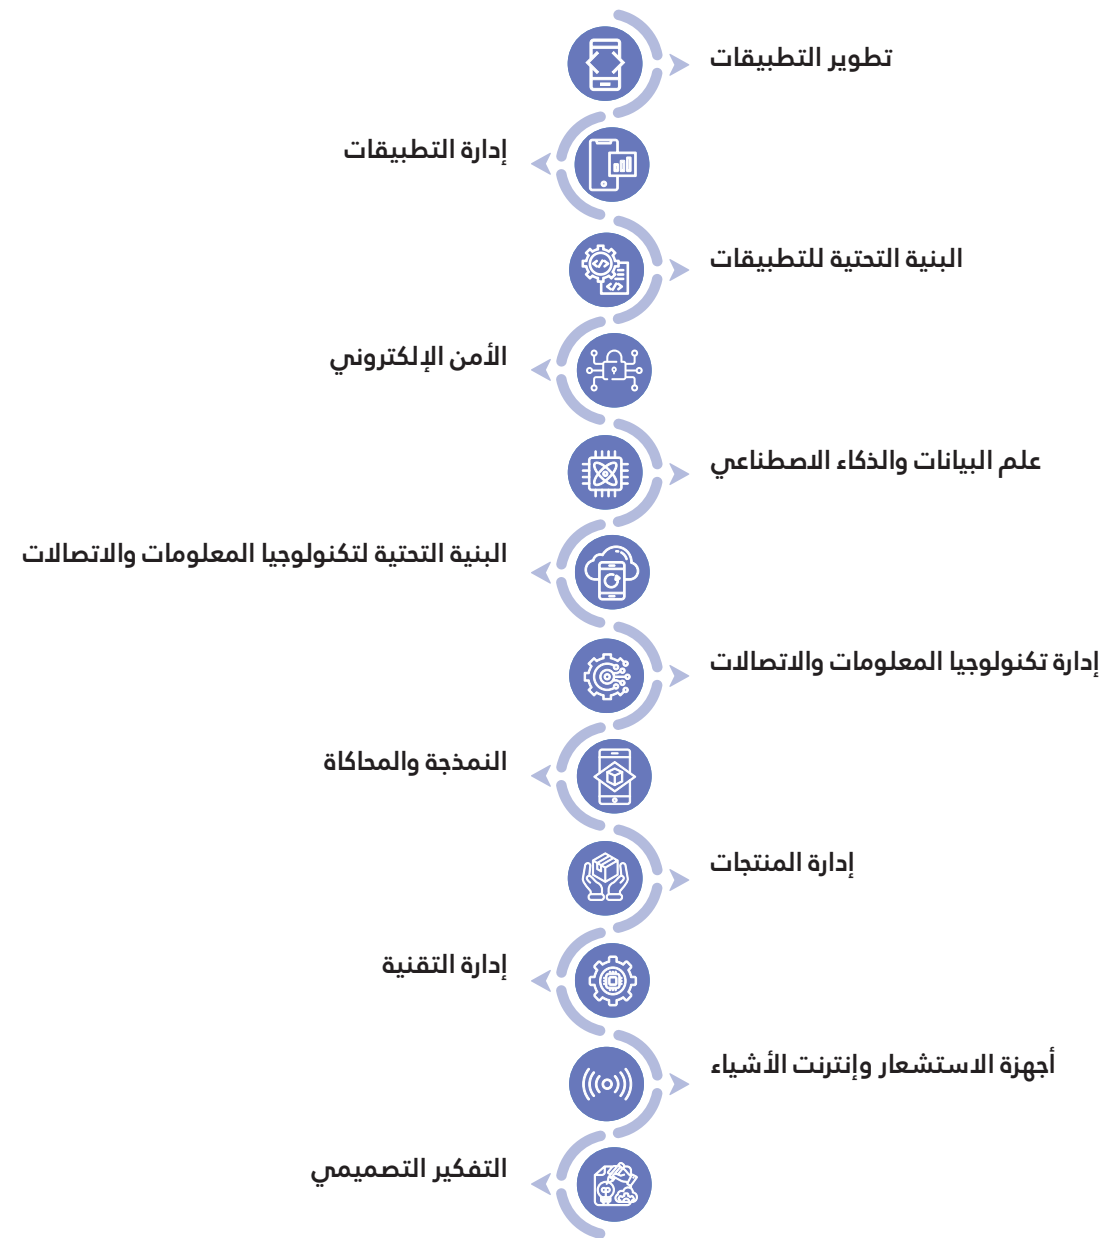 تطوير التطبيقات
إدارة التطبيقات
البنية التحتية للتطبيقات
الأمن الإلكتروني
علم البيانات والذكاء الاصطناعي
البنية التحتية لتكنولوجيا المعلومات والاتصالات
إدارة تكنولوجيا المعلومات والاتصالات
النمذجة والمحاكاة
إدارة المنتجات
إدارة التقنية
أجهزة الاستشعار وإنترنت الأشياء
التفكير التصميمي